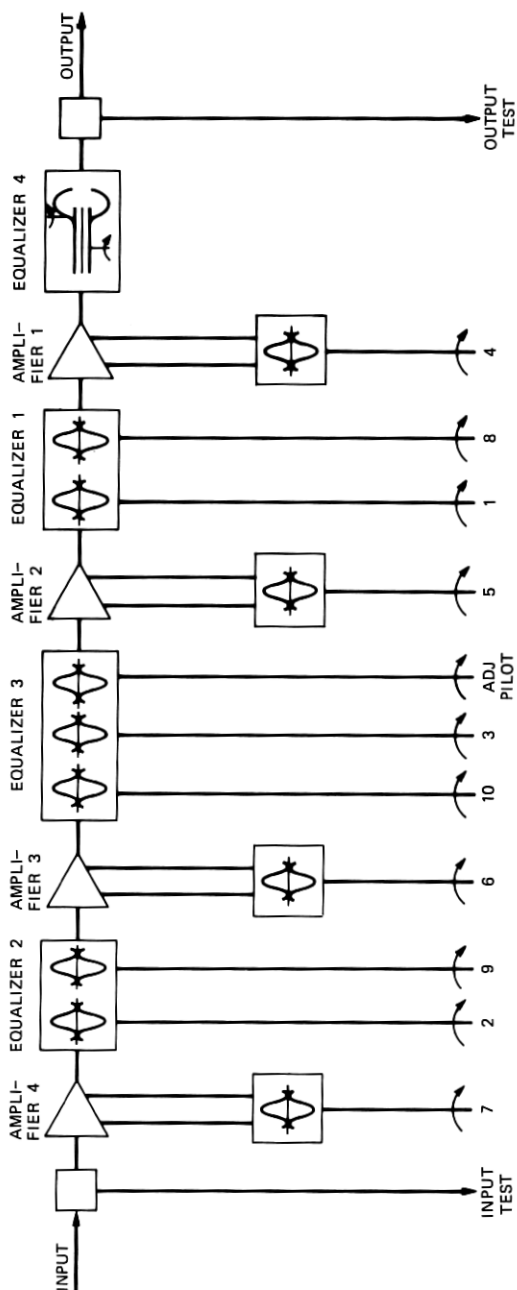 INPUT
INPUT
TEST
AMPLI-
FIER 4
7
EQUALIZER 2
2
9
AMPLI-
FIER 3
6
EQUALIZER 3
10
3
ADJ
PILOT
AMPLI-
FIER 2
5
EQUALIZER 1
1
8
AMPLI-
FIER 1
4
EQUALIZER 4
OUTPUT
OUTPUT
TEST